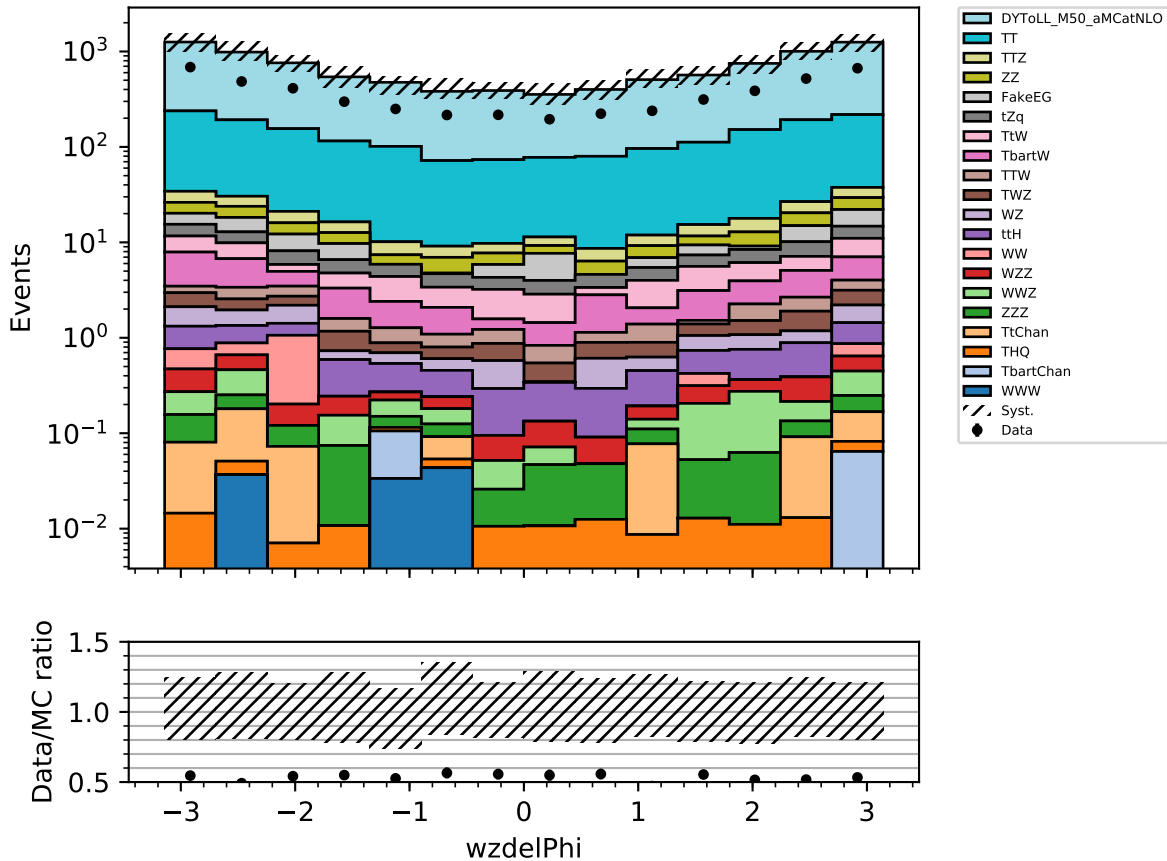 10³
10²
10¹
10⁰
10⁻¹
10⁻²
Events
DYToLL_M50_aMCatNLO
TT
TTZ
ZZ
FakeEG
tZq
TtW
TbartW
TTW
TWZ
WZ
ttH
WW
WZZ
WWZ
ZZZ
TtChan
THQ
TbartChan
WWW
Syst.
Data
1.5
1.0
0.5
Data/MC ratio
−3 −2 −1 0 1 2 3
wzdelPhi